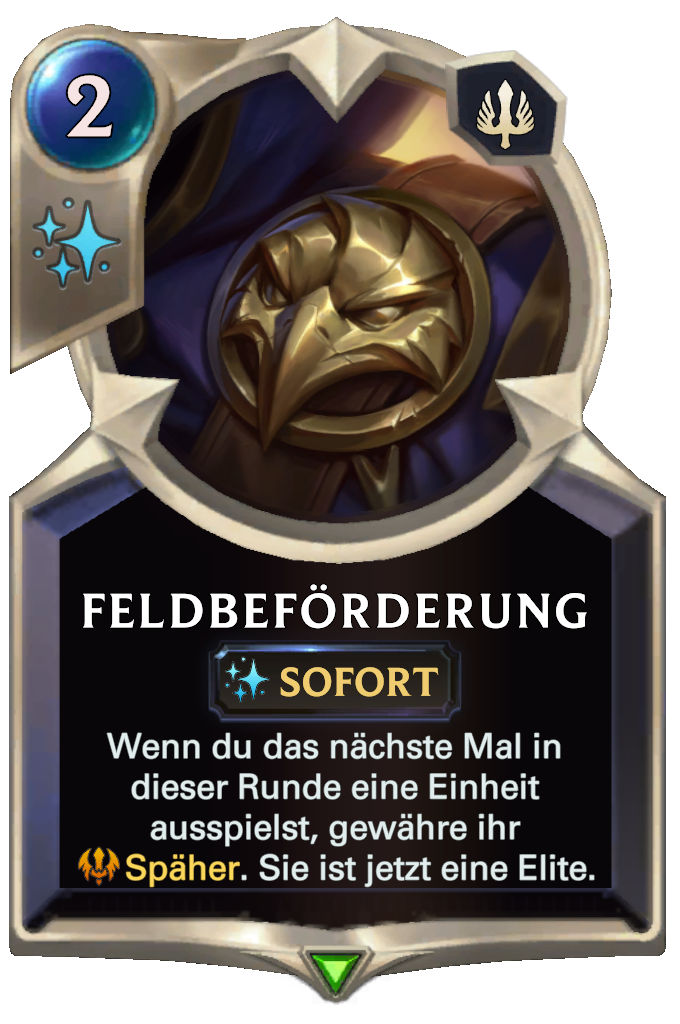 2
FELDBEFÖRDERUNG
SOFORT
Wenn du das nächste Mal in
dieser Runde eine Einheit
ausspielst, gewähre ihr
Späher. Sie ist jetzt eine Elite.